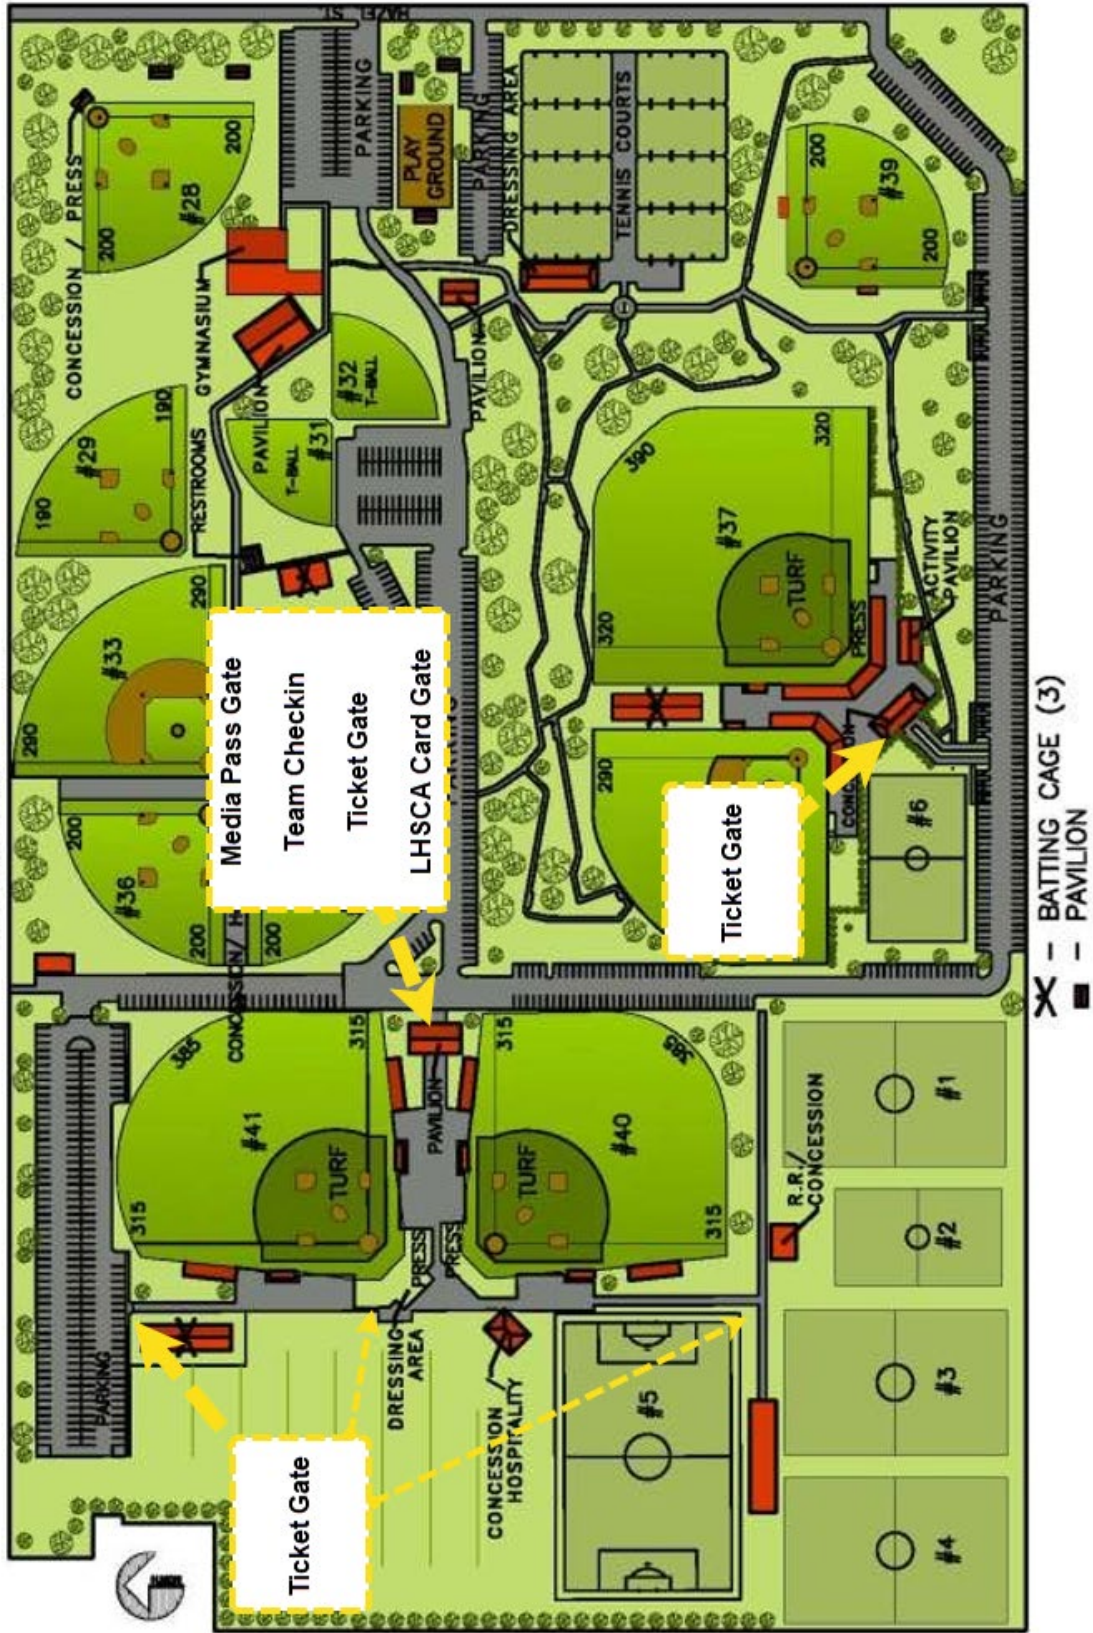 HAZEL
ST.
PARKING
PLAY
GROUND
PARKING
DRESSING AREA
TENNIS COURTS
CONCESSION / PRESS
200
200
#28
200
200
#39
GYMNASIUM
PAVILION
PAVILION
#32
T-BALL
#31
T-BALL
RESTROOMS
190
190
#29
290
290
#33
390
320
320
#37
TURF
PRESS
ACTIVITY
PAVILION
PARKING
Media Pass Gate
Team Checkin
Ticket Gate
LHSCA Card Gate
290
Ticket Gate
#6
200
#36
200
200
385
315
#41
TURF
315
PAVILION
315
385
#40
TURF
315
PRESS
PRESS
DRESSING
AREA
CONCESSION
HOSPITALITY
PARKING
Ticket Gate
R.R./
CONCESSION
#1
#2
#3
#4
#5
X - BATTING CAGE (3)
- PAVILION